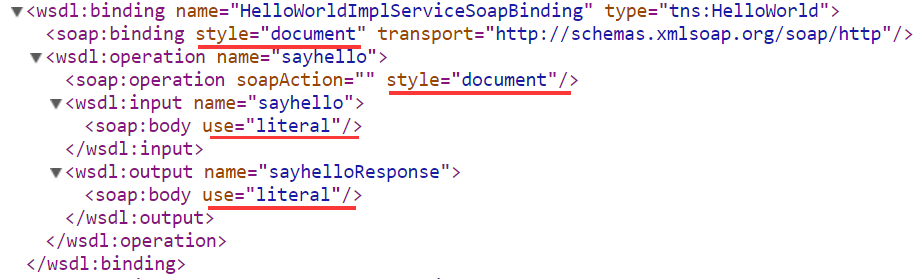 ▼<wsdl:binding name="HelloWorldImplServiceSoapBinding" type="tns:HelloWorld">
<soap:binding style="document" transport="http://schemas.xmlsoap.org/soap/http"/>
▼<wsdl:operation name="sayhello">
<soap:operation soapAction="" style="document"/>
▼<wsdl:input name="sayhello">
<soap:body use="literal"/>
</wsdl:input>
▼<wsdl:output name="sayhelloResponse">
<soap:body use="literal"/>
</wsdl:output>
</wsdl:operation>
</wsdl:binding>